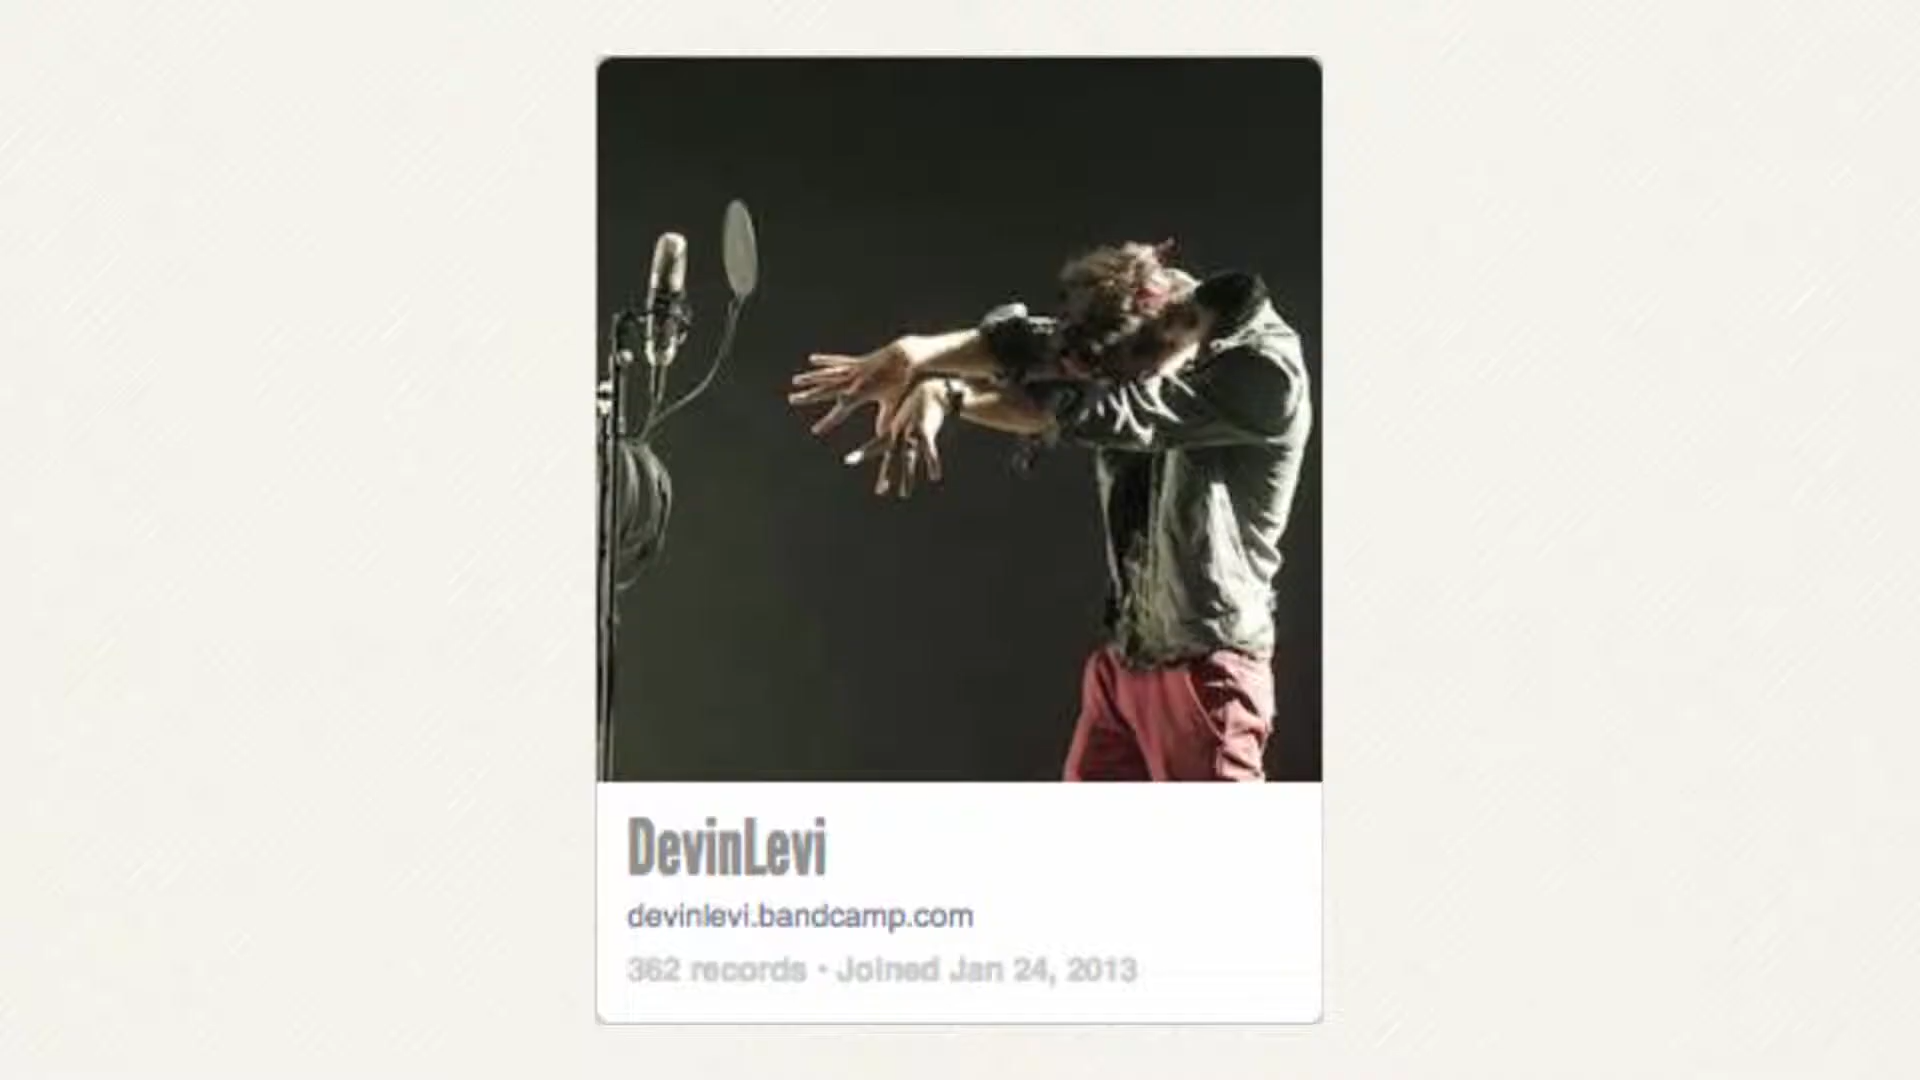 DevinLevi
devinlevi.bandcamp.com
362 records • Joined Jan 24, 2013